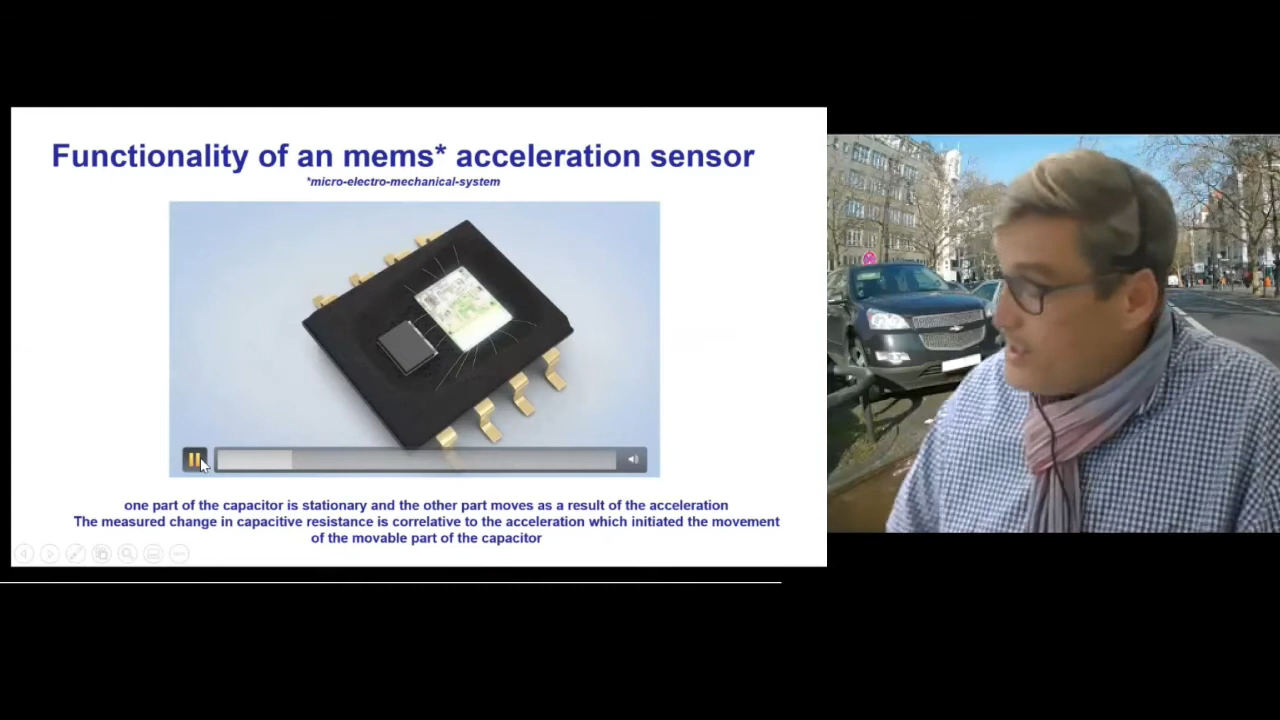 Functionality of an mems* acceleration sensor
*micro-electro-mechanical-system
one part of the capacitor is stationary and the other part moves as a result of the acceleration
The measured change in capacitive resistance is correlative to the acceleration which initiated the movement
of the movable part of the capacitor